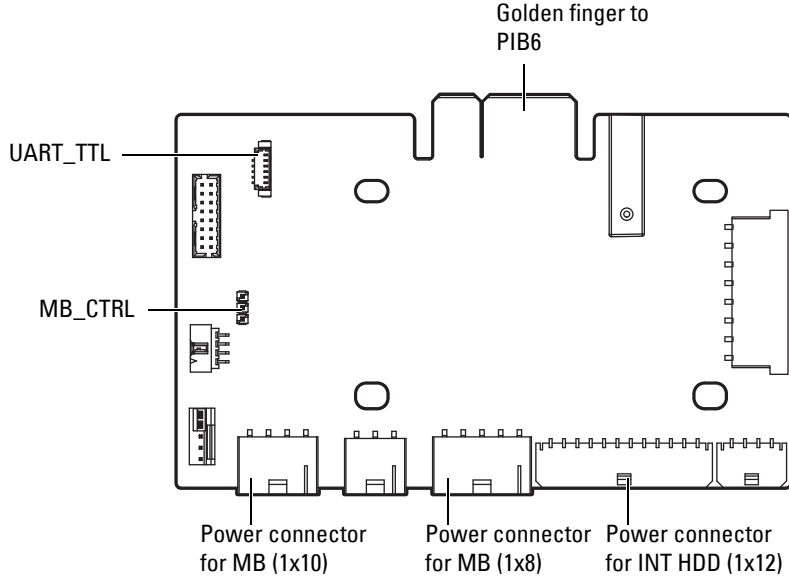 Golden finger to
PIB6
UART_TTL
MB_CTRL
Power connector
for MB (1x10)
Power connector
for MB (1x8)
Power connector
for INT HDD (1x12)